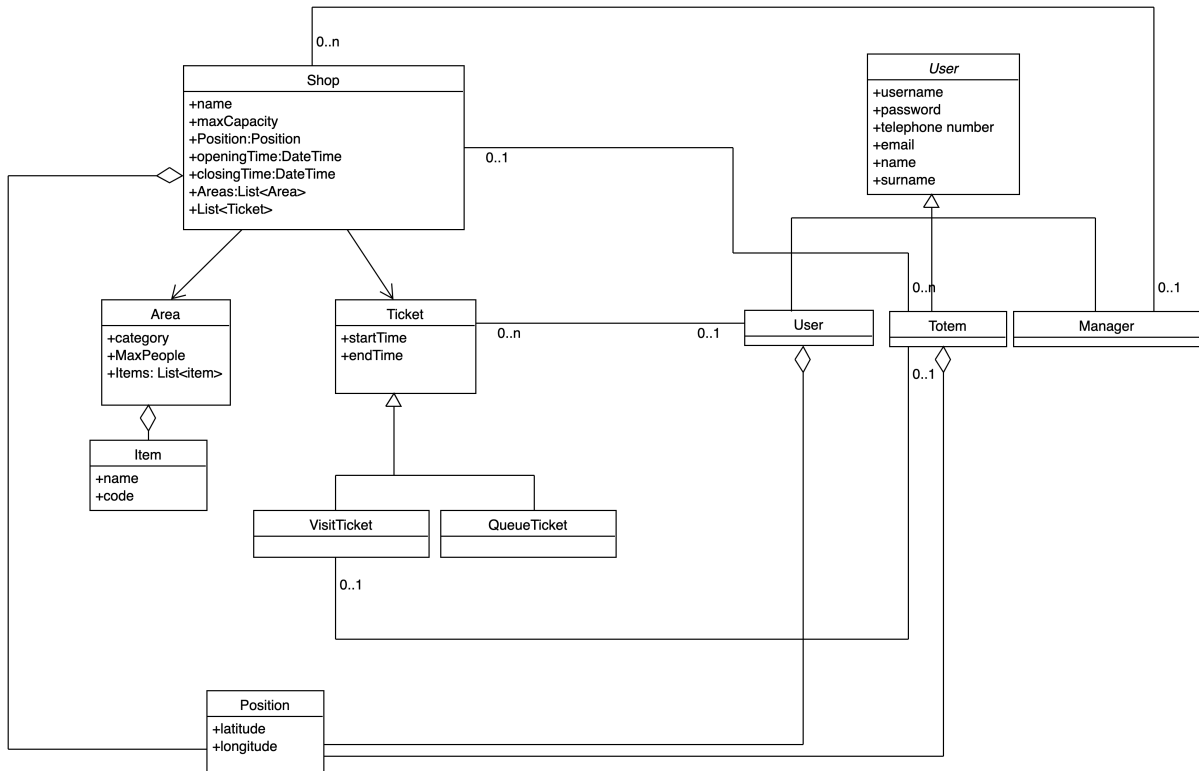 0..n
Shop
+name
+maxCapacity
+Position:Position
+openingTime:DateTime
+closingTime:DateTime
+Areas:List<Area>
+List<Ticket>
User
+username
+password
+telephone number
+email
+name
+surname
0..1
0..n
0..1
Area
+category
+MaxPeople
+Items: List<item>
Ticket
+startTime
+endTime
0..n
0..1
User
Totem
Manager
0..1
Item
+name
+code
VisitTicket
QueueTicket
0..1
Position
+latitude
+longitude